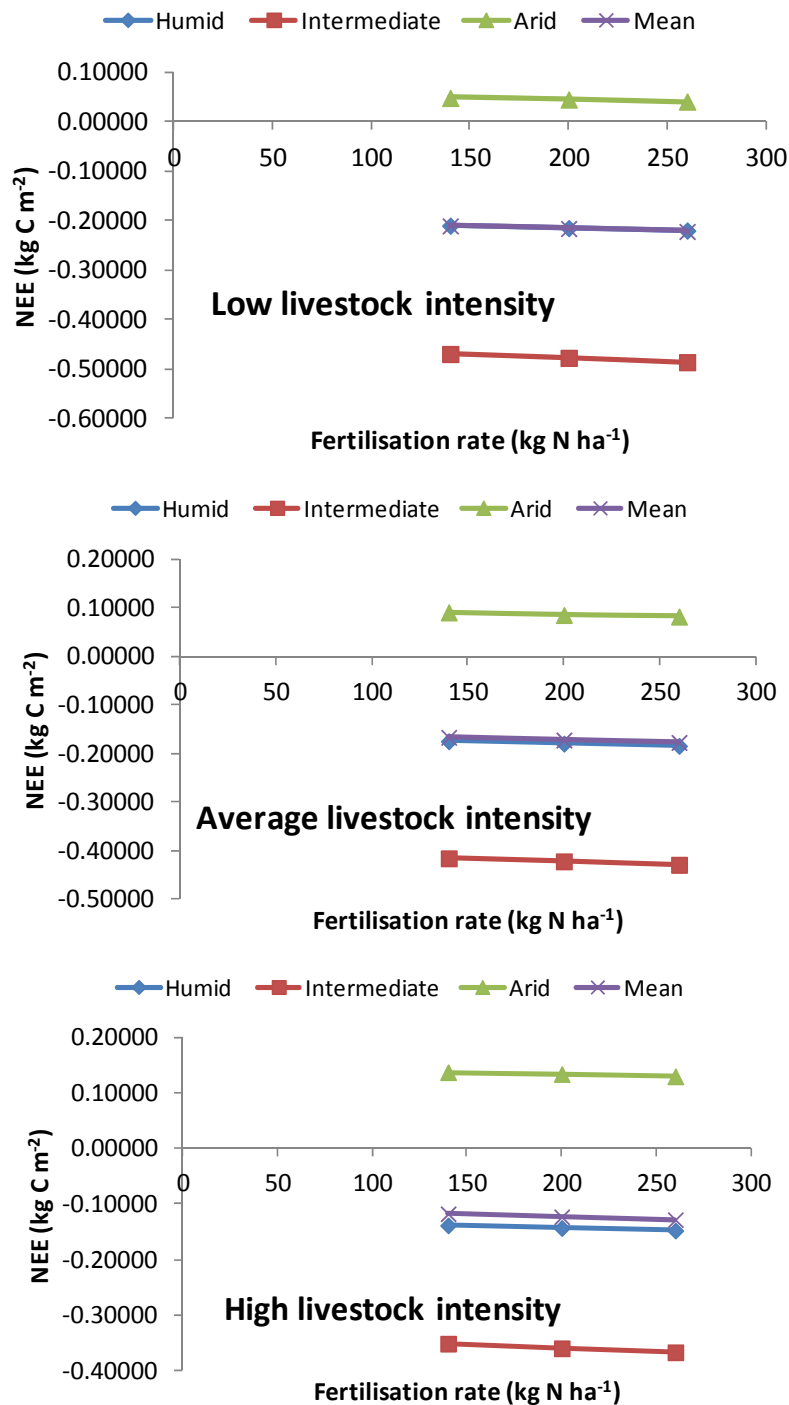 Humid Intermediate Arid Mean
0.10000
0.00000
0 50 100 150 200 250 300
-0.10000
-0.20000
-0.30000
-0.40000
-0.50000
-0.60000
NEE (kg C m-2)
Low livestock intensity
Fertilisation rate (kg N ha-1)
Humid Intermediate Arid Mean
0.20000
0.10000
0.00000
0 50 100 150 200 250 300
-0.10000
-0.20000
-0.30000
-0.40000
-0.50000
NEE (kg C m-2)
Average livestock intensity
Fertilisation rate (kg N ha-1)
Humid Intermediate Arid Mean
0.20000
0.10000
0.00000
0 50 100 150 200 250 300
-0.10000
-0.20000
-0.30000
-0.40000
NEE (kg C m-2)
High livestock intensity
Fertilisation rate (kg N ha-1)